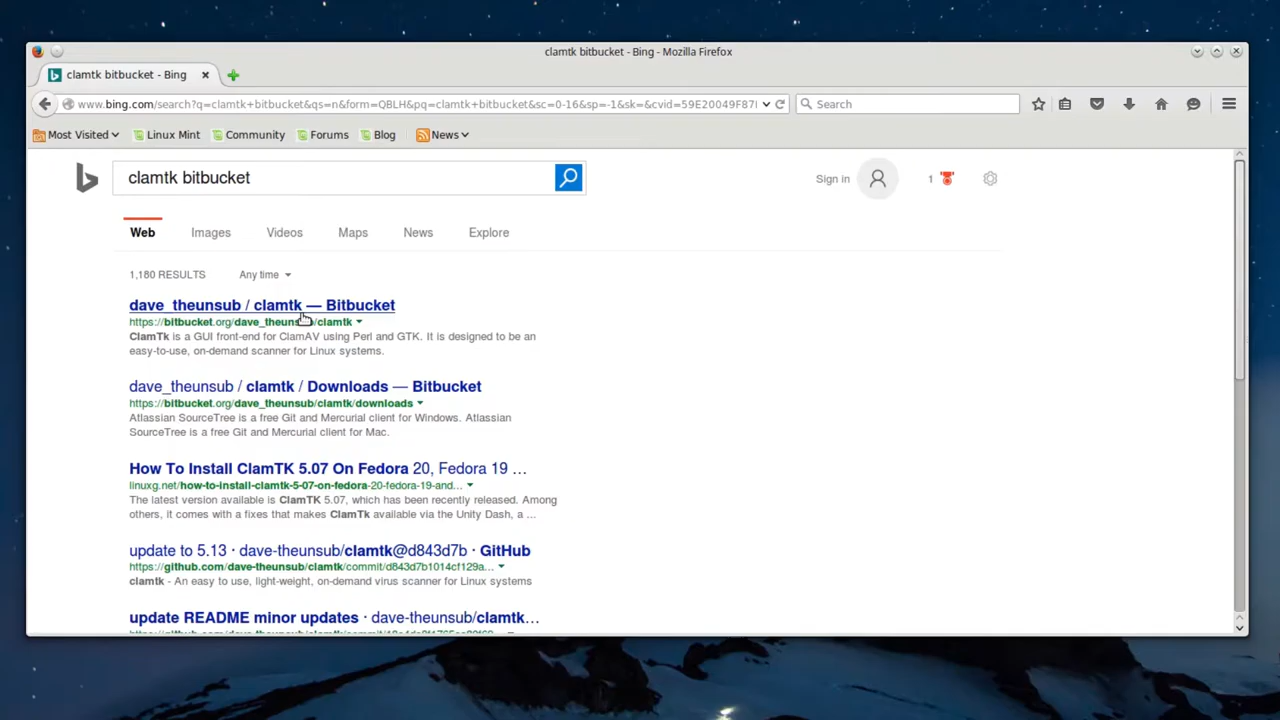 clamtk bitbucket - Bing - Mozilla Firefox
clamtk bitbucket - Bing
www.bing.com/search?q=clamtk+bitbucket&qs=n&form=QBLH&pq=clamtk+bitbucket&sc=0-16&sp=-1&sk=&cvid=59E20049F87
Search
Most Visited
Linux Mint
Community
Forums
Blog
News
clamtk bitbucket
Sign in
1
Web
Images
Videos
Maps
News
Explore
1,180 RESULTS
Any time
dave_theunsub / clamtk — Bitbucket
https://bitbucket.org/dave_theunsub/clamtk
ClamTk is a GUI front-end for ClamAV using Perl and GTK. It is designed to be an
easy-to-use, on-demand scanner for Linux systems.
dave_theunsub / clamtk / Downloads — Bitbucket
https://bitbucket.org/dave_theunsub/clamtk/downloads
Atlassian SourceTree is a free Git and Mercurial client for Windows. Atlassian
SourceTree is a free Git and Mercurial client for Mac.
How To Install ClamTK 5.07 On Fedora 20, Fedora 19 ...
linuxg.net/how-to-install-clamtk-5-07-on-fedora-20-fedora-19-and...
The latest version available is ClamTK 5.07, which has been recently released. Among
others, it comes with a fixes that makes ClamTk available via the Unity Dash, a ...
update to 5.13 · dave-theunsub/clamtk@d843d7b · GitHub
https://github.com/dave-theunsub/clamtk/commit/d843d7b1014cf129a...
clamtk - An easy to use, light-weight, on-demand virus scanner for Linux systems
update README minor updates · dave-theunsub/clamtk...